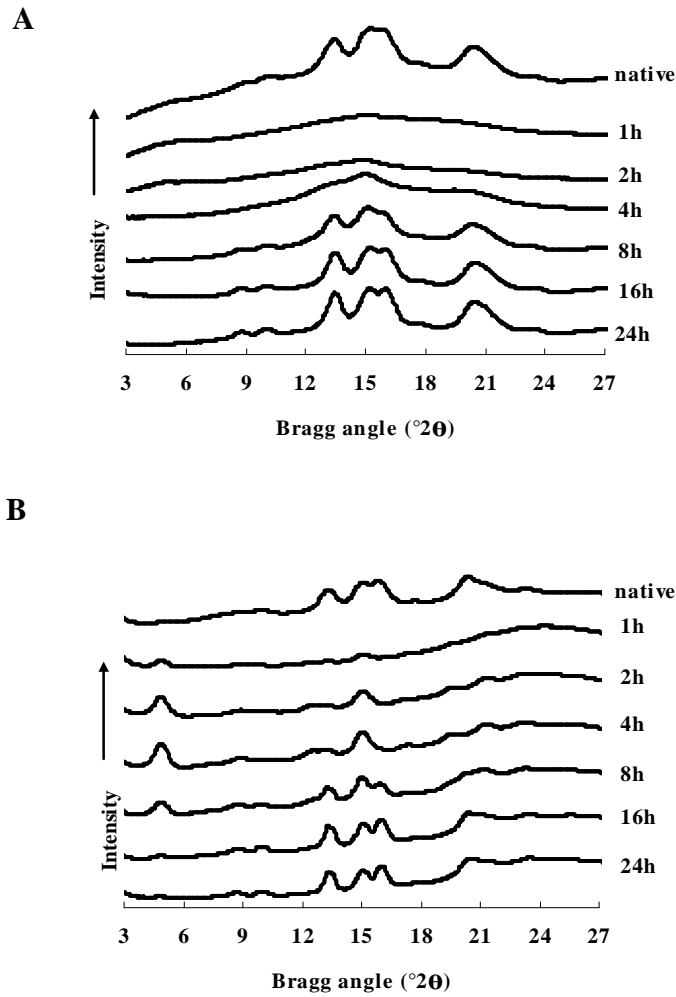 A
native
1h
2h
4h
8h
16h
24h
Intensity
3 6 9 12 15 18 21 24 27
Bragg angle (°2θ)
B
native
1h
2h
4h
8h
16h
24h
Intensity
3 6 9 12 15 18 21 24 27
Bragg angle (°2θ)